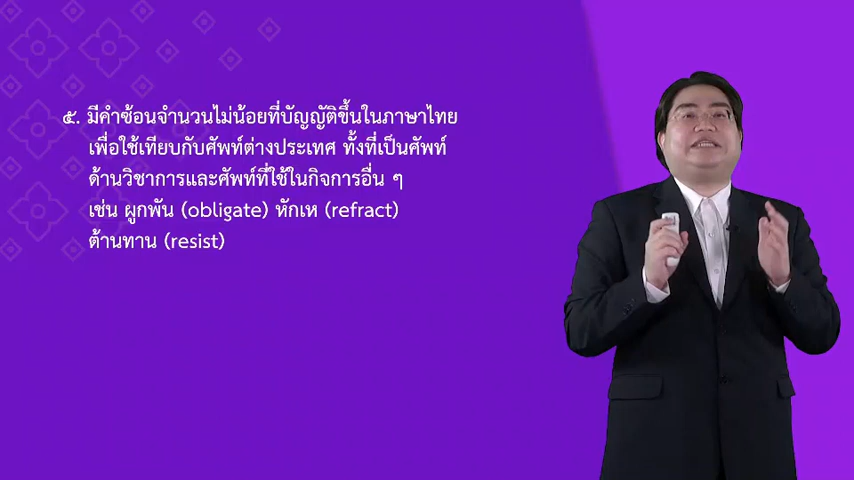 ๕. มีคำซ้อนจำนวนไม่น้อยที่บัญญัติขึ้นในภาษาไทย
เพื่อใช้เทียบกับศัพท์ต่างประเทศ ทั้งที่เป็นศัพท์
ด้านวิชาการและศัพท์ที่ใช้ในกิจการอื่น ๆ
เช่น ผูกพัน (obligate) หักเห (refract)
ต้านทาน (resist)